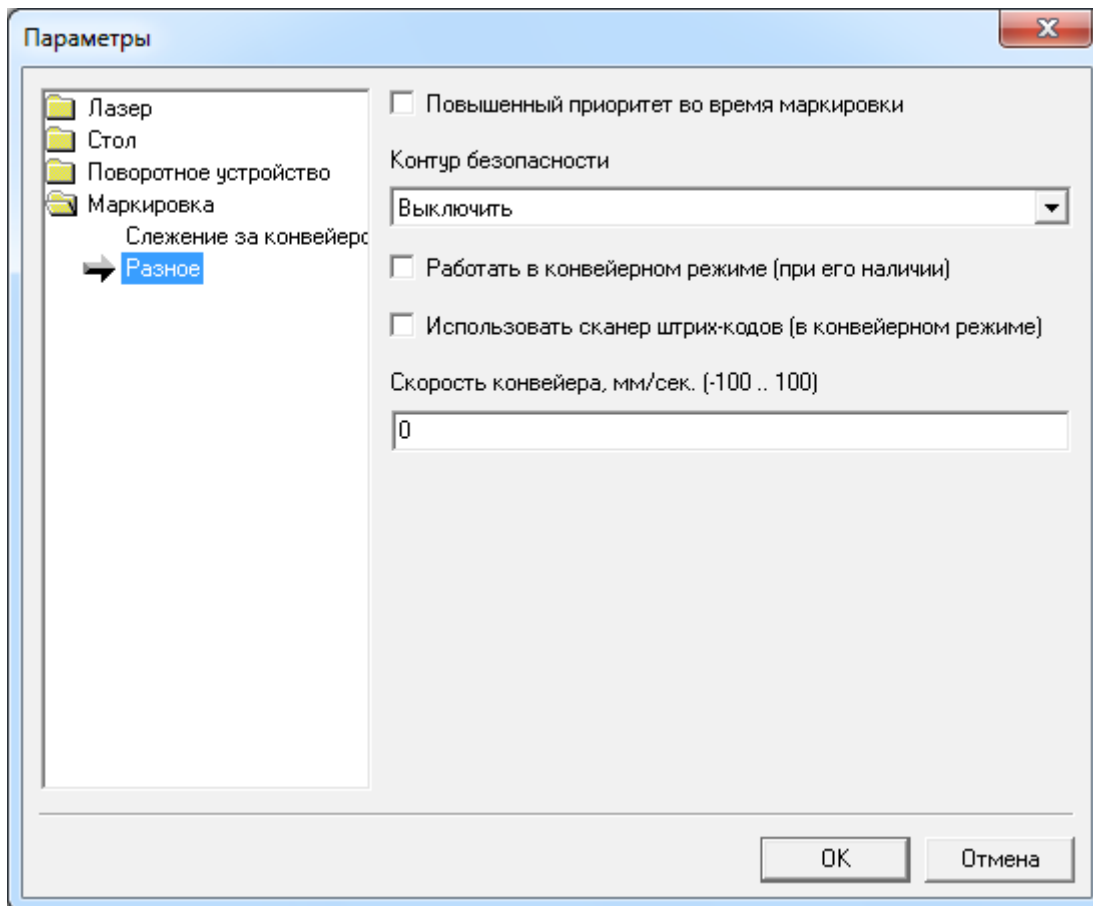 Параметры
Лазер
Стол
Поворотное устройство
Маркировка
Слежение за конвейерс
Разное
Повышенный приоритет во время маркировки
Контур безопасности
Выключить
Работать в конвейерном режиме (при его наличии)
Использовать сканер штрих-кодов (в конвейерном режиме)
Скорость конвейера, мм/сек. (-100 .. 100)
0
OK
Отмена